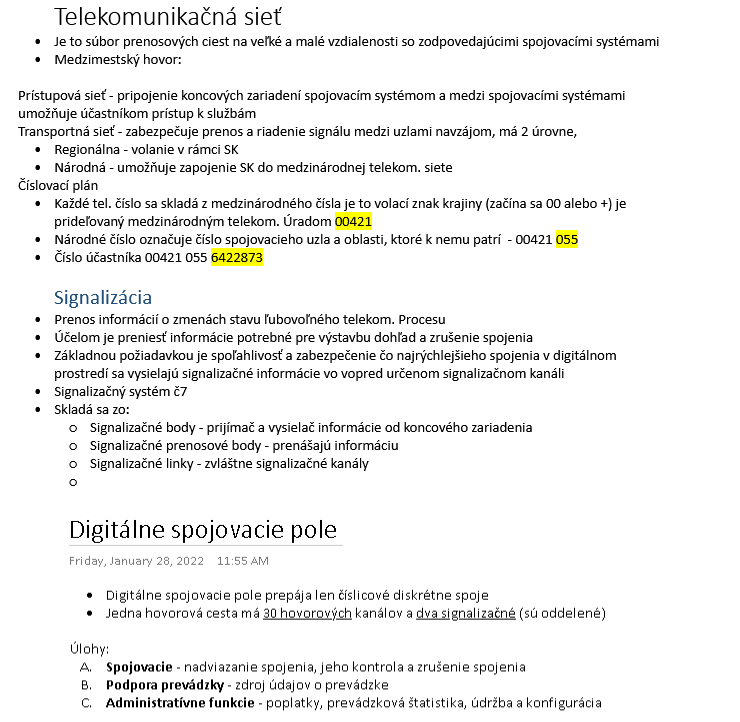 Telekomunikačná sieť
• Je to súbor prenosových ciest na veľké a malé vzdialenosti so zodpovedajúcimi spojovacími systémami
• Medzimestský hovor:
Prístupová sieť - pripojenie koncových zariadení spojovacím systémom a medzi spojovacími systémami
umožňuje účastníkom prístup k službám
Transportná sieť - zabezpečuje prenos a riadenie signálu medzi uzlami navzájom, má 2 úrovne,
• Regionálna - volanie v rámci SK
• Národná - umožňuje zapojenie SK do medzinárodnej telekom. siete
Číslovací plán
• Každé tel. číslo sa skladá z medzinárodného čísla je to volací znak krajiny (začína sa 00 alebo +) je
prideľovaný medzinárodným telekom. Úradom 00421
• Národné číslo označuje číslo spojovacieho uzla a oblasti, ktoré k nemu patrí - 00421 055
• Číslo účastníka 00421 055 6422873
Signalizácia
• Prenos informácií o zmenách stavu ľubovoľného telekom. Procesu
• Účelom je preniesť informácie potrebné pre výstavbu dohľad a zrušenie spojenia
• Základnou požiadavkou je spoľahlivosť a zabezpečenie čo najrýchlejšieho spojenia v digitálnom
prostredí sa vysielajú signalizačné informácie vo vopred určenom signalizačnom kanáli
• Signalizačný systém č7
• Skladá sa zo:
o Signalizačné body - prijímač a vysielač informácie od koncového zariadenia
o Signalizačné prenosové body - prenášajú informáciu
o Signalizačné linky - zvláštne signalizačné kanály
o
Digitálne spojovacie pole
Friday, January 28, 2022 11:55 AM
• Digitálne spojovacie pole prepája len číslicové diskrétne spoje
• Jedna hovorová cesta má 30 hovorových kanálov a dva signalizačné (sú oddelené)
Úlohy:
A. Spojovacie - nadviazanie spojenia, jeho kontrola a zrušenie spojenia
B. Podpora prevádzky - zdroj údajov o prevádzke
C. Administratívne funkcie - poplatky, prevádzková štatistika, údržba a konfigurácia